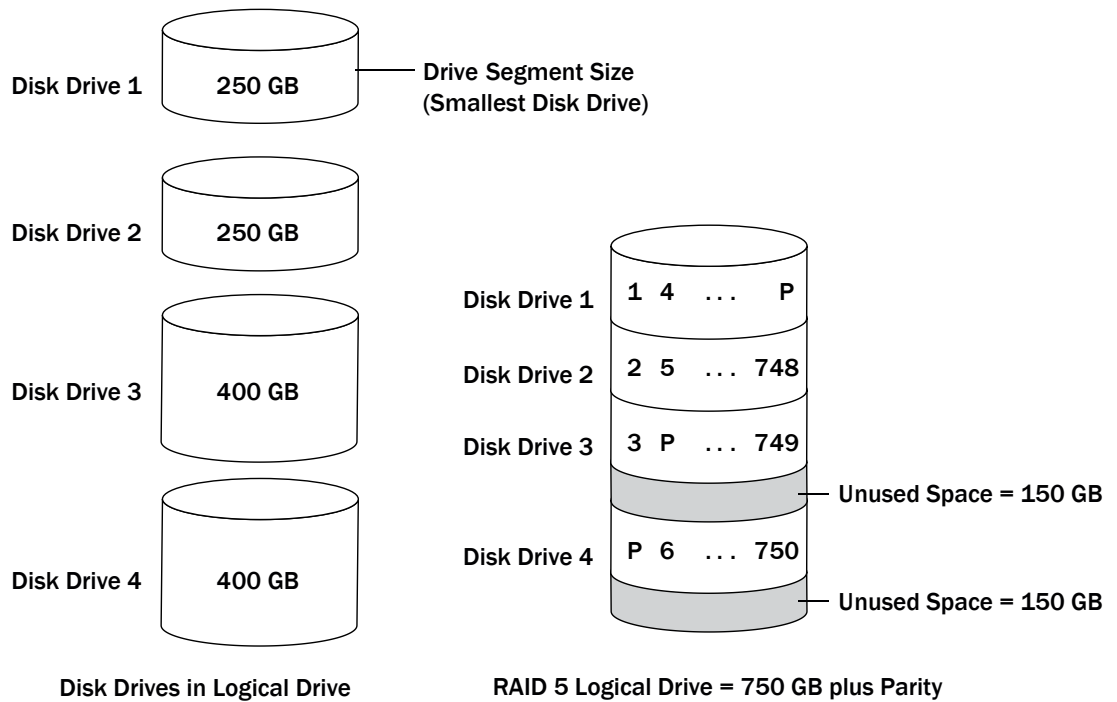 Disk Drive 1
250 GB
Drive Segment Size
(Smallest Disk Drive)
Disk Drive 2
250 GB
Disk Drive 3
400 GB
Disk Drive 4
400 GB
Disk Drives in Logical Drive
Disk Drive 1
1 4 ... P
Disk Drive 2
2 5 ... 748
Disk Drive 3
3 P ... 749
Unused Space = 150 GB
Disk Drive 4
P 6 ... 750
Unused Space = 150 GB
RAID 5 Logical Drive = 750 GB plus Parity